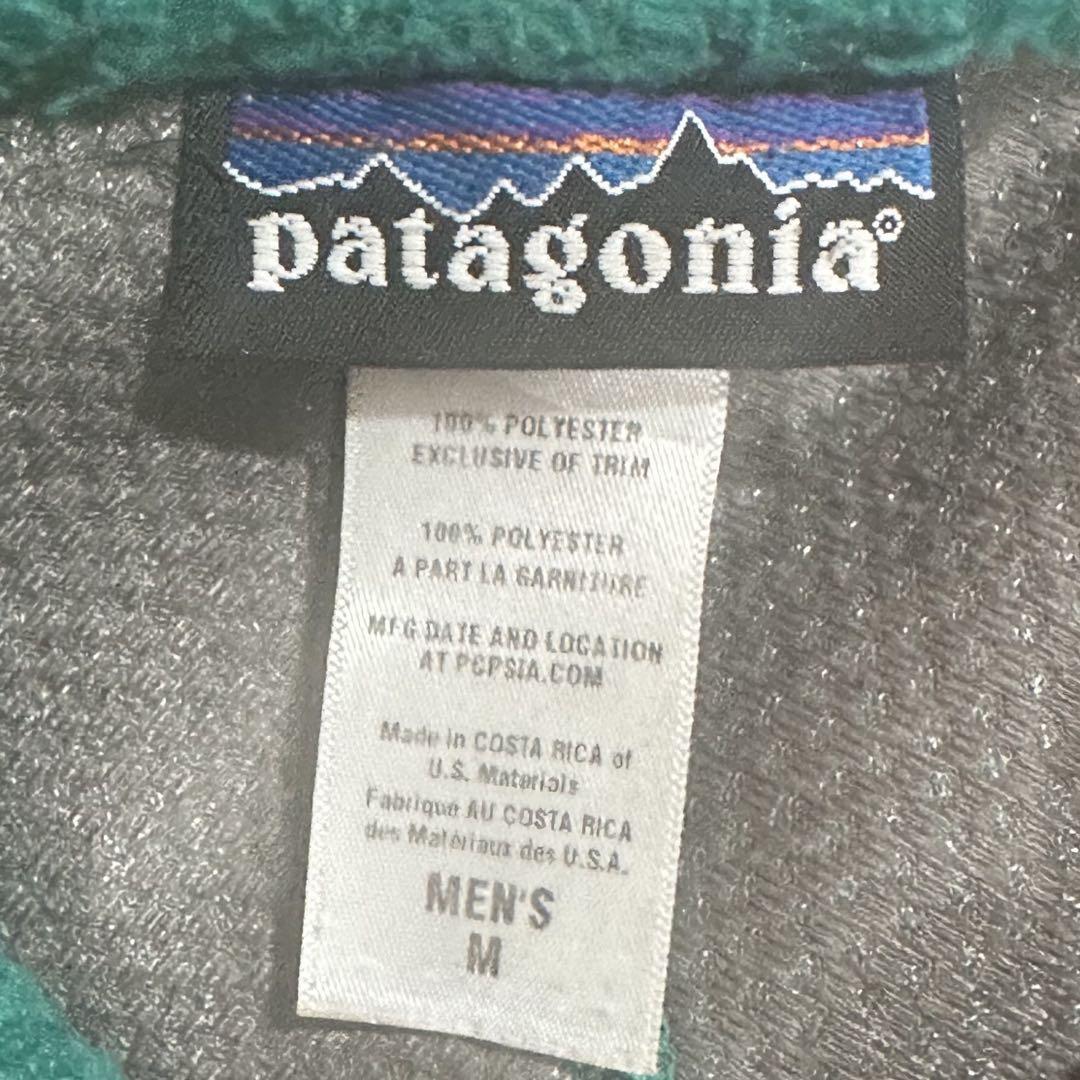 patagonia®
100% POLYESTER
EXCLUSIVE OF TRIM
100% POLYESTER
A PART LA GARNITURE
MFG DATE AND LOCATION
AT PCPSIA.COM
Made in COSTA RICA of
U.S. Materials
Fabrique AU COSTA RICA
des Matériaux des U.S.A.
MEN'S
M